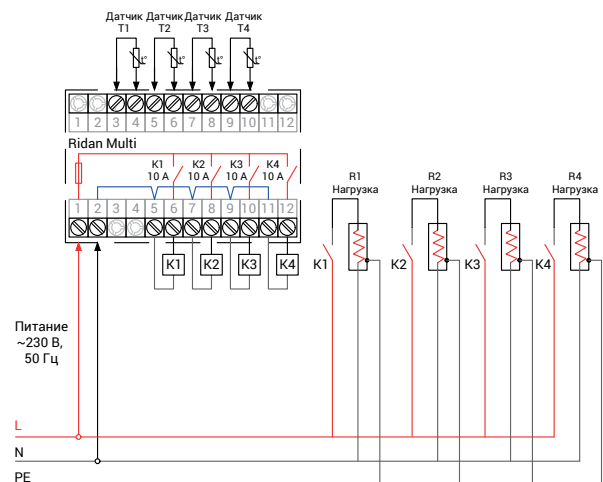 Датчик Датчик Датчик Датчик
T1 T2 T3 T4
t° t° t° t°
1 2 3 4 5 6 7 8 9 10 11 12
Ridan Multi
K1 K2 K3 K4
10 A 10 A 10 A 10 A
1 2 3 4 5 6 7 8 9 10 11 12
R1 R2 R3 R4
Нагрузка Нагрузка Нагрузка Нагрузка
K1 K2 K3 K4
K1 K2 K3 K4
Питание
~230 В,
50 Гц
L
N
PE